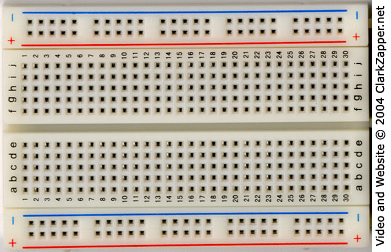 − −
+ +
1 2 3 4 5 6 7 8 9 10 11 12 13 14 15 16 17 18 19 20 21 22 23 24 25 26 27 28 29 30
j j
i i
h h
g g
f f
e e
d d
c c
b b
a a
1 2 3 4 5 6 7 8 9 10 11 12 13 14 15 16 17 18 19 20 21 22 23 24 25 26 27 28 29 30
− −
+ +
Video and Website © 2004 ClarkZapper.net